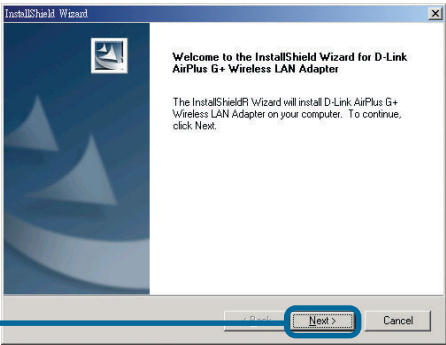 InstallShield Wizard
Welcome to the InstallShield Wizard for D-Link
AirPlus G+ Wireless LAN Adapter
The InstallShieldR Wizard will install D-Link AirPlus G+
Wireless LAN Adapter on your computer. To continue,
click Next.
< Back Next > Cancel